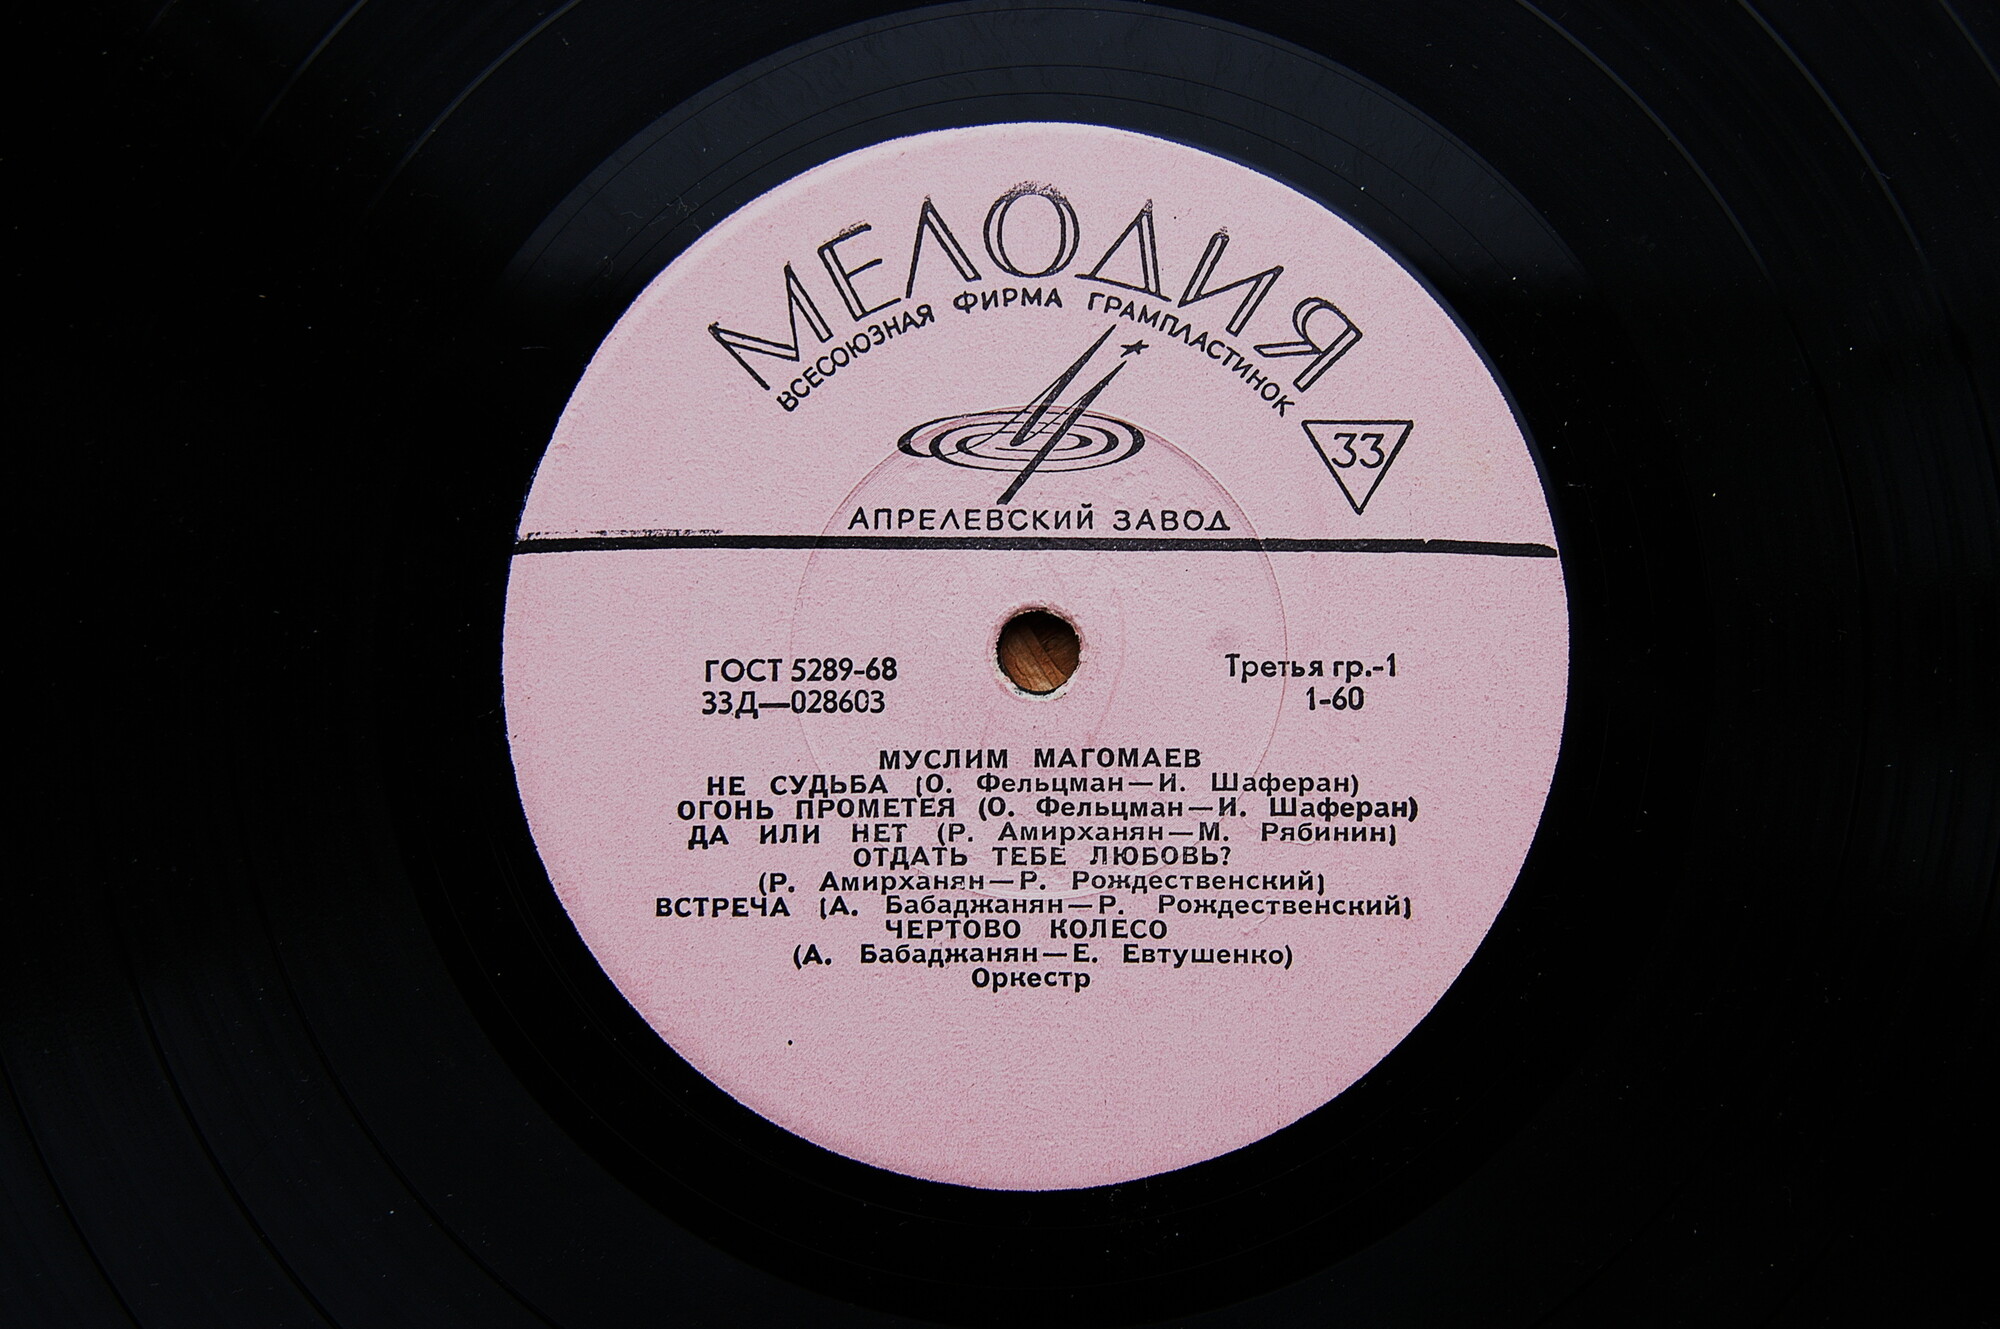 МЕЛОДИЯ
ВСЕСОЮЗНАЯ ФИРМА ГРАМПЛАСТИНОК
33
АПРЕЛЕВСКИЙ ЗАВОД
ГОСТ 5289-68
33Д—028603
Третья гр.-1
1-60
МУСЛИМ МАГОМАЕВ
НЕ СУДЬБА (О. Фельцман—И. Шаферан)
ОГОНЬ ПРОМЕТЕЯ (О. Фельцман—И. Шаферан)
ДА ИЛИ НЕТ (Р. Амирханян—М. Рябинин)
ОТДАТЬ ТЕБЕ ЛЮБОВЬ?
(Р. Амирханян—Р. Рождественский)
ВСТРЕЧА (А. Бабаджанян—Р. Рождественский)
ЧЕРТОВО КОЛЕСО
(А. Бабаджанян—Е. Евтушенко)
Оркестр